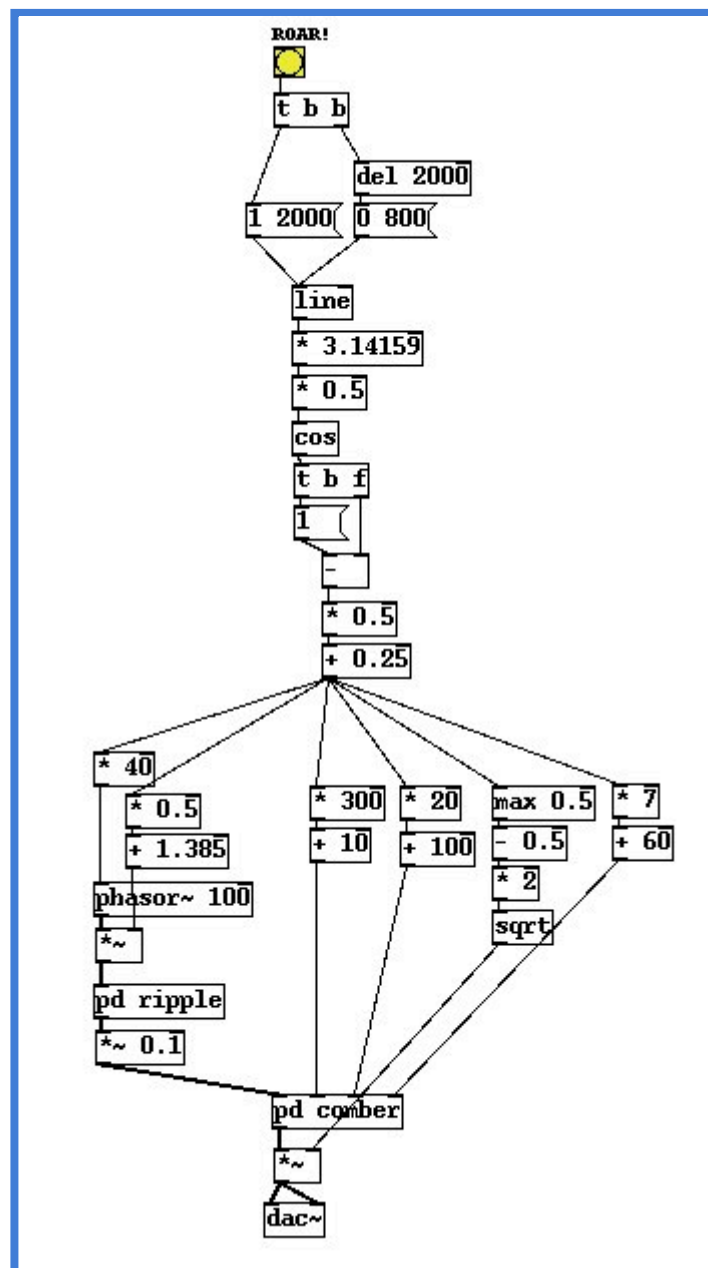 ROAR!
t b b
del 2000
1 2000
0 800
line
* 3.14159
* 0.5
cos
t b f
1
-
* 0.5
+ 0.25
* 40
* 0.5
* 300
* 20
max 0.5
* 7
+ 1.385
+ 10
+ 100
- 0.5
+ 60
* 2
phasor~ 100
sqrt
*~
pd ripple
*~ 0.1
pd comber
*~
dac~